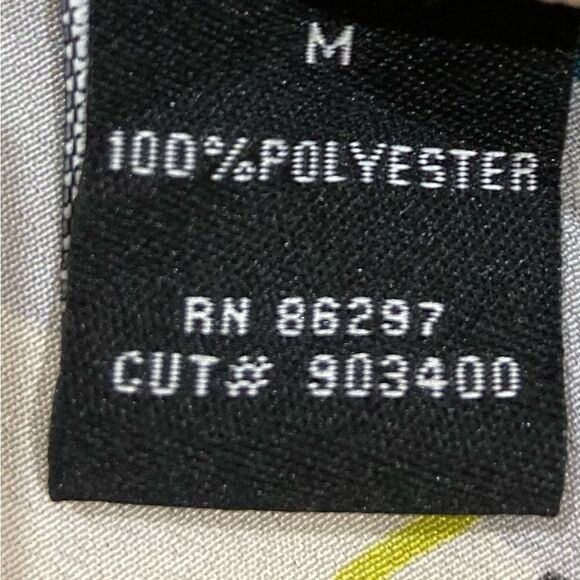 M
100%POLYESTER
RN 86297
CUT# 903400